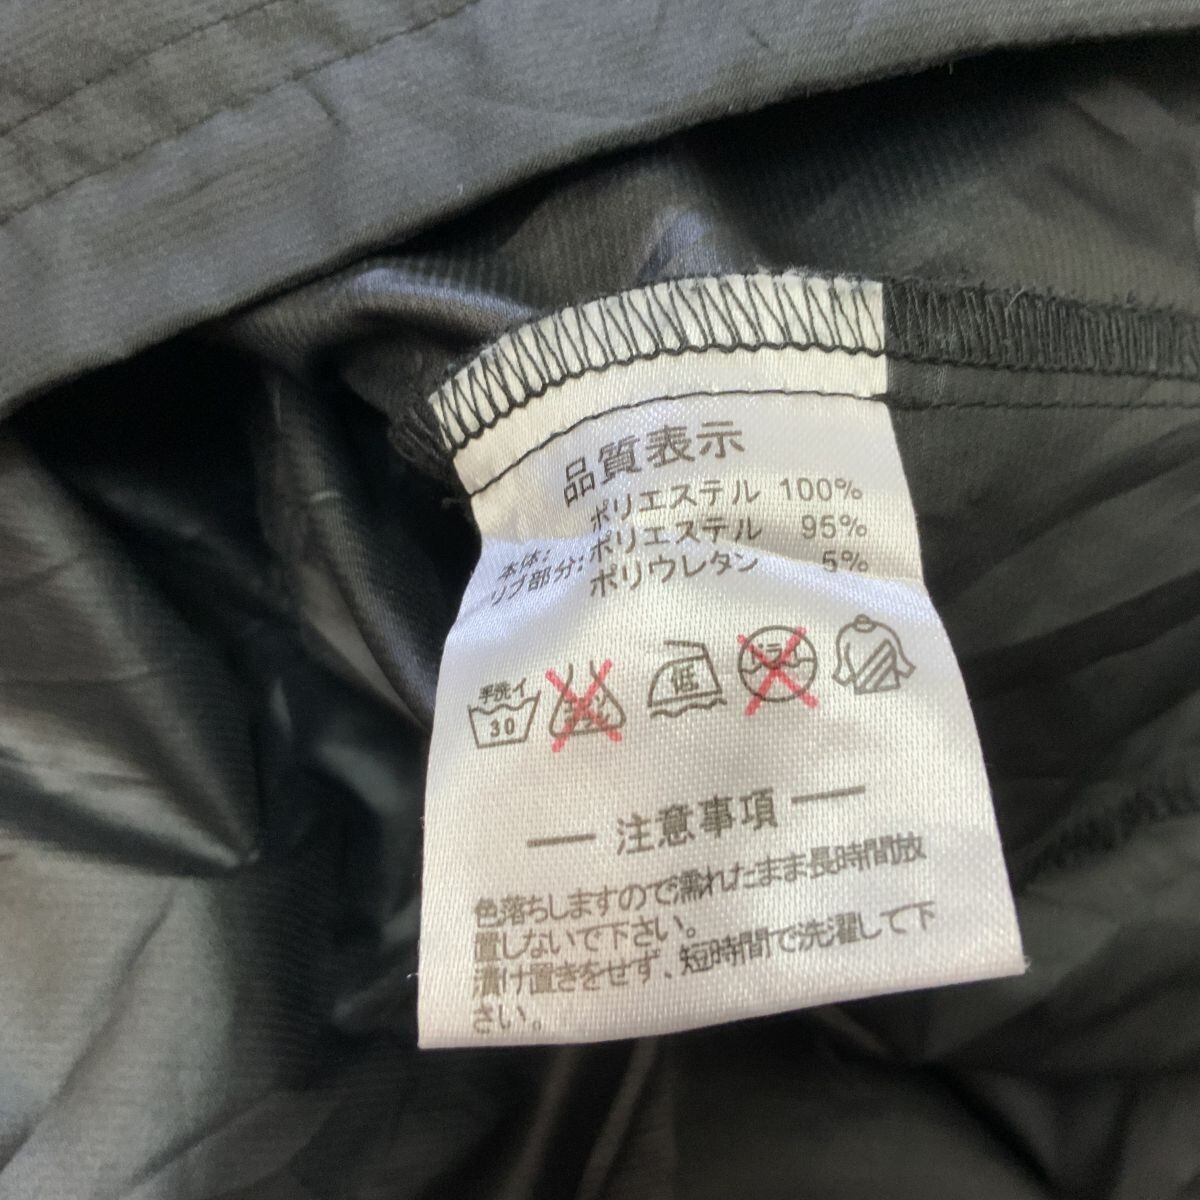 品質表示
本体: ポリエステル 100%
リブ部分: ポリエステル 95%
ポリウレタン 5%
手洗イ
30
低
ドライ
注意事項
色落ちしますので濡れたまま長時間放
置しないで下さい。
漬け置きをせず、短時間で洗濯して下
さい。